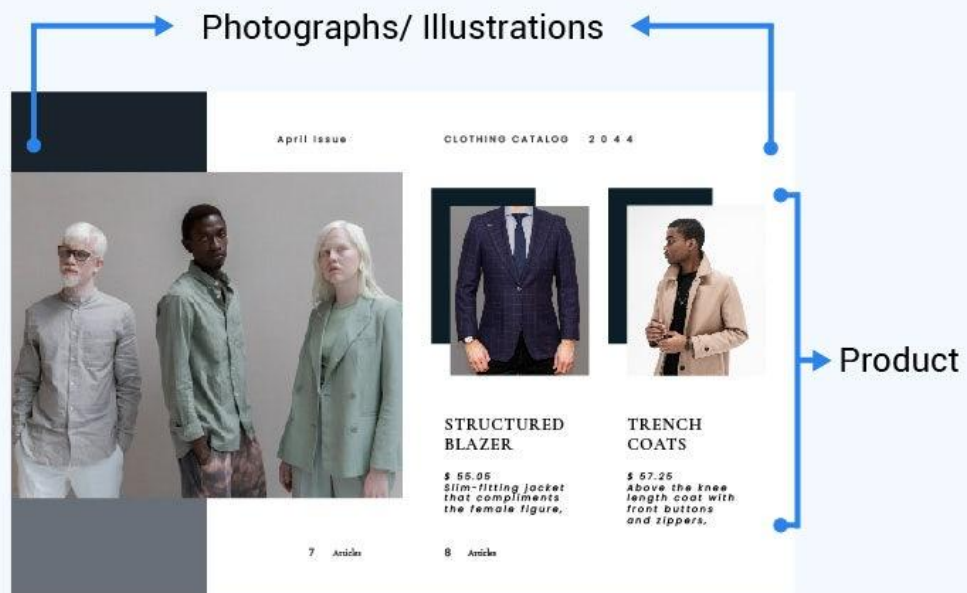 Photographs/ Illustrations
April Issue
CLOTHING CATALOG 2044
Product
STRUCTURED
BLAZER
$ 55.05
Slim-fitting jacket
that compliments
the female figure,
TRENCH
COATS
$ 57.25
Above the knee
length coat with
front buttons
and zippers,
7 Articles
8 Articles